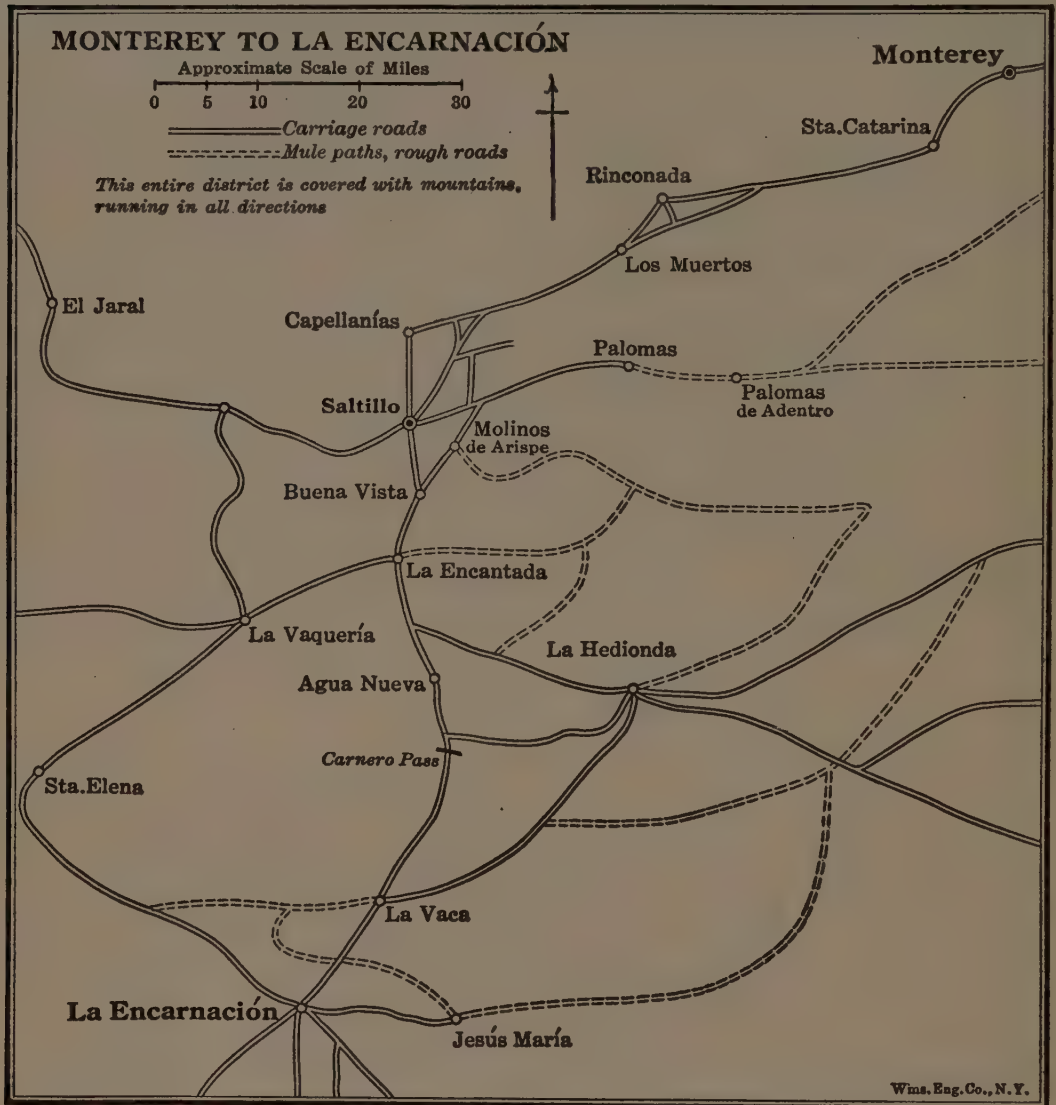 MONTEREY TO LA ENCARNACIÓN
Approximate Scale of Miles
0 5 10 20 30
Carriage roads
Mule paths, rough roads
This entire district is covered with mountains,
running in all directions
Monterey
Sta.Catarina
Rinconada
Los Muertos
El Jaral
Capellanías
Palomas
Saltillo
Palomas
de Adentro
Molinos
de Arispe
Buena Vista
La Encantada
La Vaquería
La Hedionda
Agua Nueva
Carnero Pass
Sta.Elena
La Vaca
La Encarnación
Jesús María
Wms.Eng.Co.,N.Y.